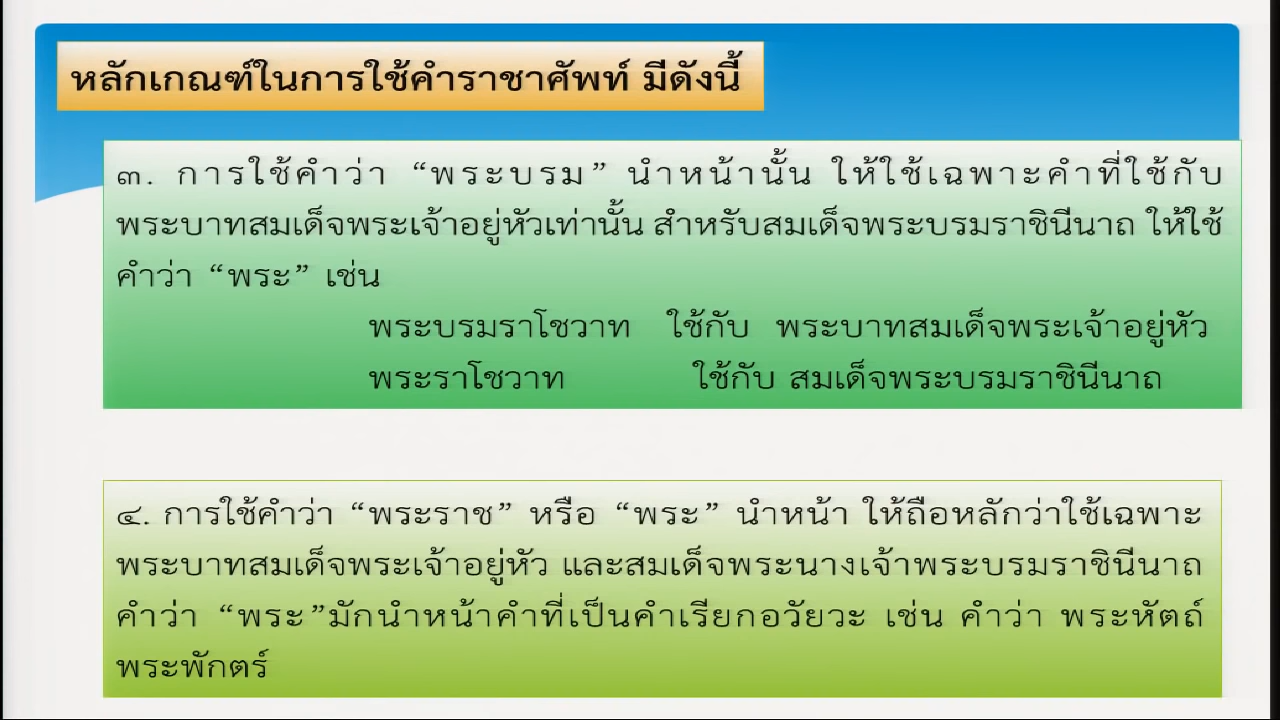 หลักเกณฑ์ในการใช้คำราชาศัพท์ มีดังนี้
๓. การใช้คำว่า “พระบรม” นำหน้านั้น ให้ใช้เฉพาะคำที่ใช้กับ
พระบาทสมเด็จพระเจ้าอยู่หัวเท่านั้น สำหรับสมเด็จพระบรมราชินีนาถ ให้ใช้
คำว่า “พระ” เช่น
พระบรมราโชวาท ใช้กับ พระบาทสมเด็จพระเจ้าอยู่หัว
พระราโชวาท ใช้กับ สมเด็จพระบรมราชินีนาถ
๔. การใช้คำว่า “พระราช” หรือ “พระ” นำหน้า ให้ถือหลักว่าใช้เฉพาะ
พระบาทสมเด็จพระเจ้าอยู่หัว และสมเด็จพระนางเจ้าพระบรมราชินีนาถ
คำว่า “พระ”มักนำหน้าคำที่เป็นคำเรียกอวัยวะ เช่น คำว่า พระหัตถ์
พระพักตร์